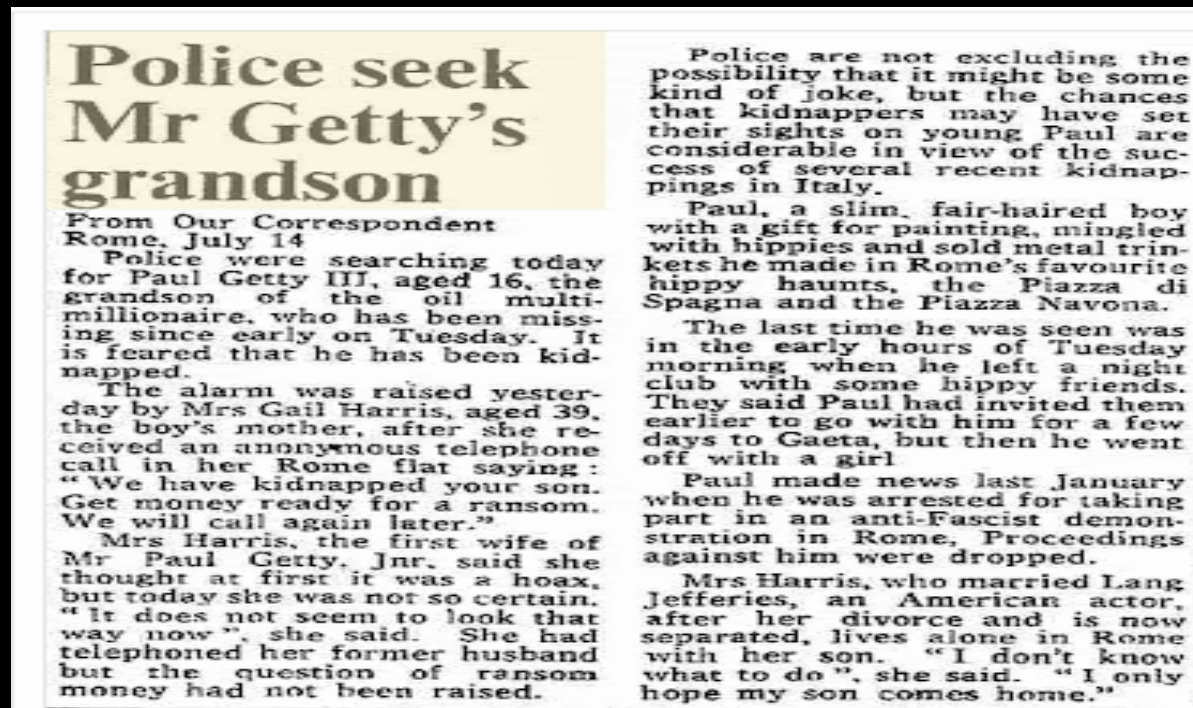 Police seek
Mr Getty's
grandson
From Our Correspondent
Rome, July 14
Police were searching today
for Paul Getty III, aged 16, the
grandson of the oil multi-
millionaire, who has been miss-
ing since early on Tuesday. It
is feared that he has been kid-
napped.
The alarm was raised yester-
day by Mrs Gail Harris, aged 39,
the boy's mother, after she re-
ceived an anonymous telephone
call in her Rome flat saying :
“ We have kidnapped your son.
Get money ready for a ransom.
We will call again later.”
Mrs Harris, the first wife of
Mr Paul Getty, Jnr, said she
thought at first it was a hoax,
but today she was not so certain.
“ It does not seem to look that
way now ”, she said. She had
telephoned her former husband
but the question of ransom
money had not been raised.
Police are not excluding the
possibility that it might be some
kind of joke, but the chances
that kidnappers may have set
their sights on young Paul are
considerable in view of the suc-
cess of several recent kidnap-
pings in Italy.
Paul, a slim, fair-haired boy
with a gift for painting, mingled
with hippies and sold metal trin-
kets he made in Rome's favourite
hippy haunts, the Piazza di
Spagna and the Piazza Navona.
The last time he was seen was
in the early hours of Tuesday
morning when he left a night
club with some hippy friends.
They said Paul had invited them
earlier to go with him for a few
days to Gaeta, but then he went
off with a girl
Paul made news last January
when he was arrested for taking
part in an anti-Fascist demon-
stration in Rome, Proceedings
against him were dropped.
Mrs Harris, who married Lang
Jefferies, an American actor,
after her divorce and is now
separated, lives alone in Rome
with her son. “I don't know
what to do ”, she said. “ I only
hope my son comes home.”